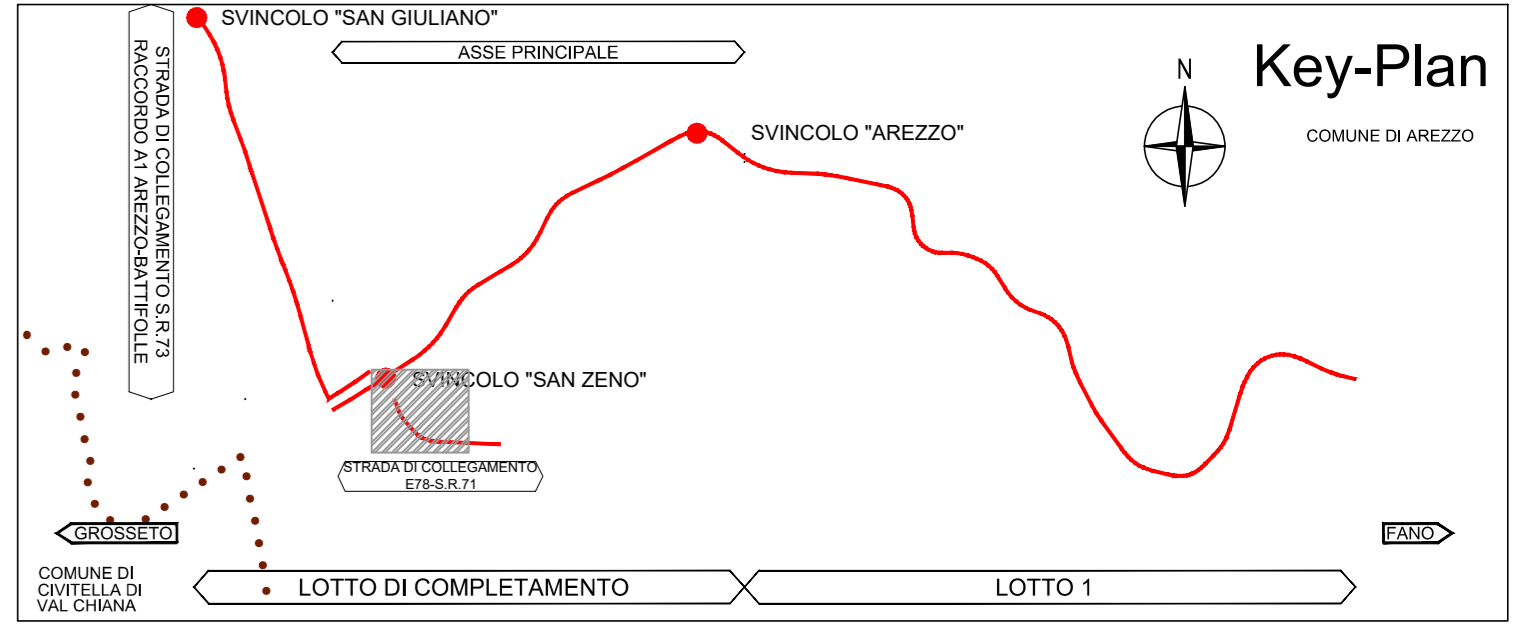 SVINCOLO "SAN GIULIANO"
STRADA DI COLLEGAMENTO S.R.73
RACCORDO A1 AREZZO-BATTIFOLLE
ASSE PRINCIPALE
N
Key-Plan
COMUNE DI AREZZO
SVINCOLO "AREZZO"
SVINCOLO "SAN ZENO"
STRADA DI COLLEGAMENTO
E78-S.R.71
GROSSETO
FANO
COMUNE DI
CIVITELLA DI
VAL CHIANA
LOTTO DI COMPLETAMENTO
LOTTO 1